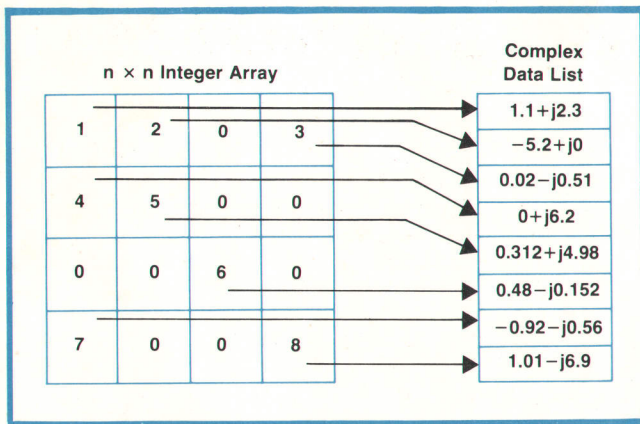 n × n Integer Array
Complex
Data List
1 2 0 3
4 5 0 0
0 0 6 0
7 0 0 8
1.1+j2.3
−5.2+j0
0.02−j0.51
0+j6.2
0.312+j4.98
0.48−j0.152
−0.92−j0.56
1.01−j6.9